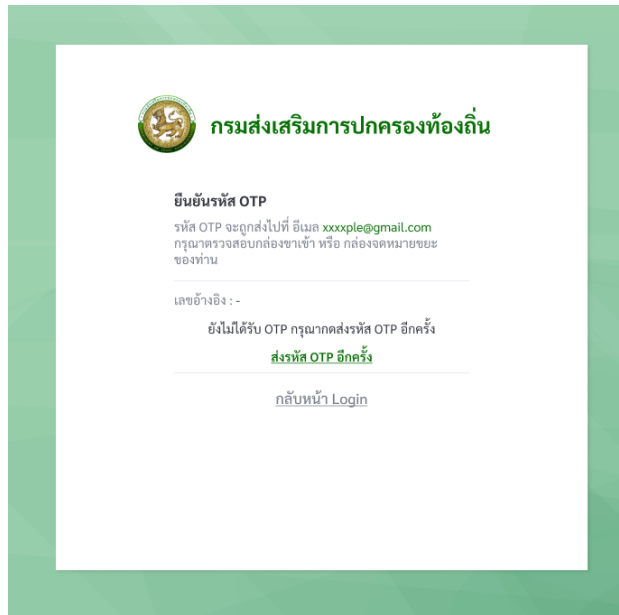 กรมส่งเสริมการปกครองท้องถิ่น
ยืนยันรหัส OTP
รหัส OTP จะถูกส่งไปที่ อีเมล xxxxple@gmail.com
กรุณาตรวจสอบกล่องขาเข้า หรือ กล่องจดหมายขยะ
ของท่าน
เลขอ้างอิง : -
ยังไม่ได้รับ OTP กรุณากดส่งรหัส OTP อีกครั้ง
ส่งรหัส OTP อีกครั้ง
กลับหน้า Login